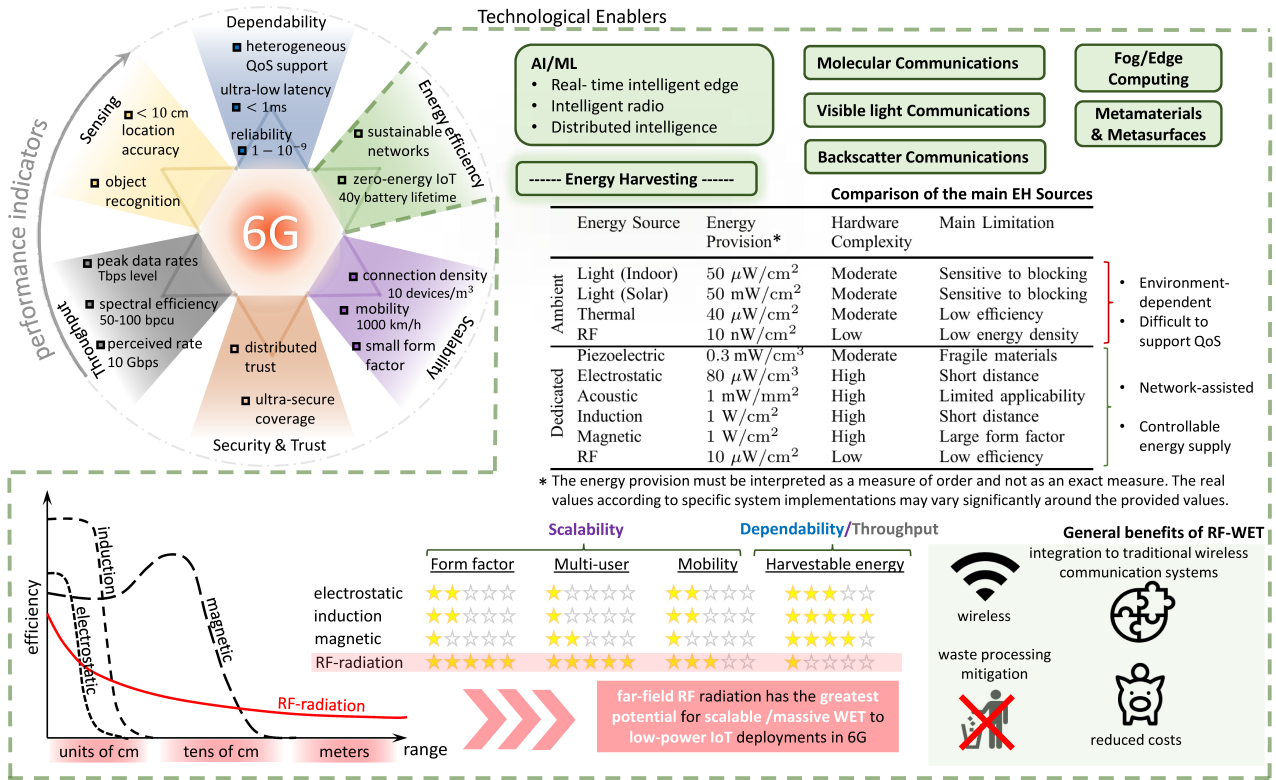 Technological Enablers
Performance indicators
Dependability
heterogeneous
QoS support
ultra-low latency
< 1ms
reliability
1 − 10⁻⁹
Energy efficiency
sustainable
networks
zero-energy IoT
40y battery lifetime
Sensing
< 10 cm
location
accuracy
object
recognition
6G
Throughput
peak data rates
Tbps level
spectral efficiency
50-100 bpcu
perceived rate
10 Gbps
Scalability
connection density
10 devices/m³
mobility
1000 km/h
small form
factor
distributed
trust
ultra-secure
coverage
Security & Trust
AI/ML
• Real- time intelligent edge
• Intelligent radio
• Distributed intelligence
Molecular Communications
Visible light Communications
Backscatter Communications
Fog/Edge
Computing
Metamaterials
& Metasurfaces
------ Energy Harvesting ------
Comparison of the main EH Sources
Energy Source Energy Provision* Hardware Complexity Main Limitation
Ambient
Light (Indoor) 50 μW/cm² Moderate Sensitive to blocking
Light (Solar) 50 mW/cm² Moderate Sensitive to blocking
Thermal 40 μW/cm² Moderate Low efficiency
RF 10 nW/cm² Low Low energy density
• Environment-
dependent
• Difficult to
support QoS
Dedicated
Piezoelectric 0.3 mW/cm³ Moderate Fragile materials
Electrostatic 80 μW/cm³ High Short distance
Acoustic 1 mW/mm² High Limited applicability
Induction 1 W/cm² High Short distance
Magnetic 1 W/cm² High Large form factor
RF 10 μW/cm² Low Low efficiency
• Network-assisted
• Controllable
energy supply
* The energy provision must be interpreted as a measure of order and not as an exact measure. The real
values according to specific system implementations may vary significantly around the provided values.
efficiency
induction
electrostatic
magnetic
RF-radiation
units of cm tens of cm meters range
Scalability Dependability/Throughput
Form factor Multi-user Mobility Harvestable energy
electrostatic
induction
magnetic
RF-radiation
far-field RF radiation has the greatest
potential for scalable /massive WET to
low-power IoT deployments in 6G
General benefits of RF-WET
integration to traditional wireless
communication systems
wireless
waste processing
mitigation
reduced costs